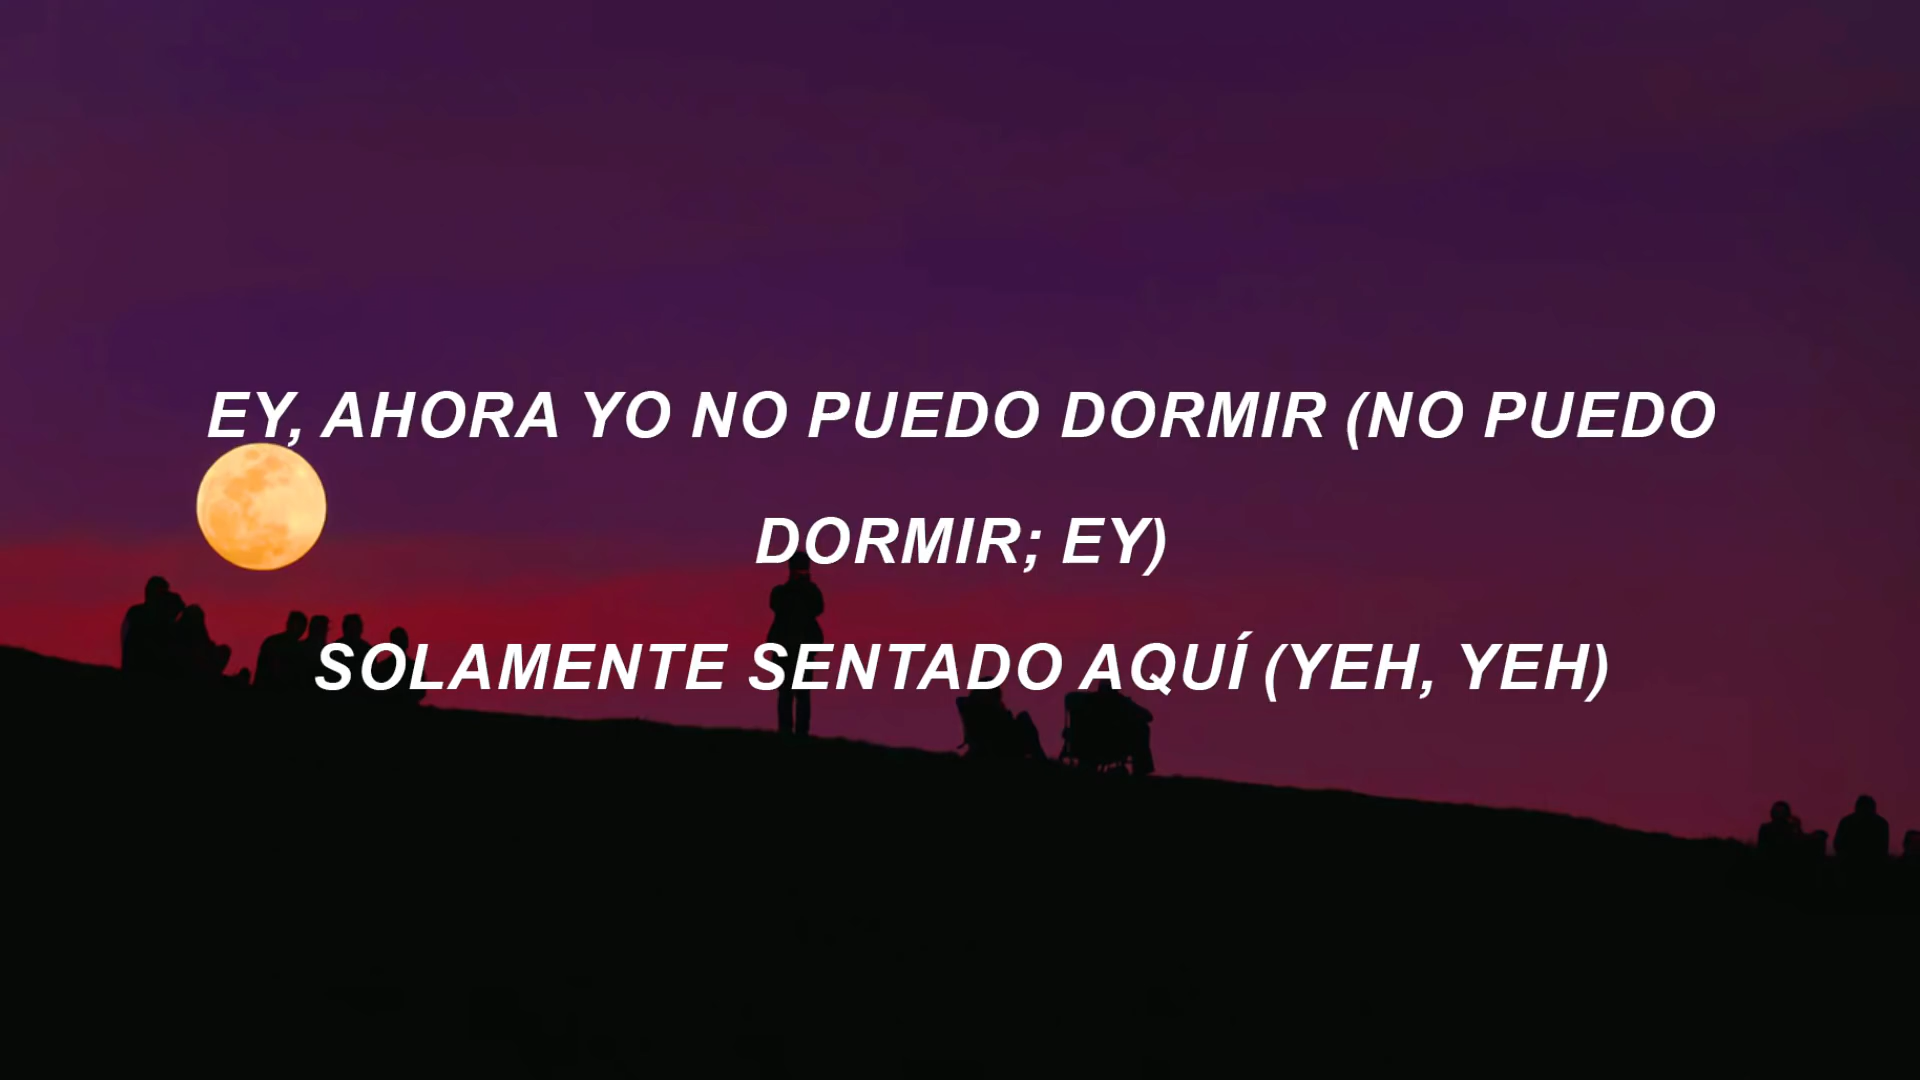 EY, AHORA YO NO PUEDO DORMIR (NO PUEDO
DORMIR; EY)
SOLAMENTE SENTADO AQUÍ (YEH, YEH)